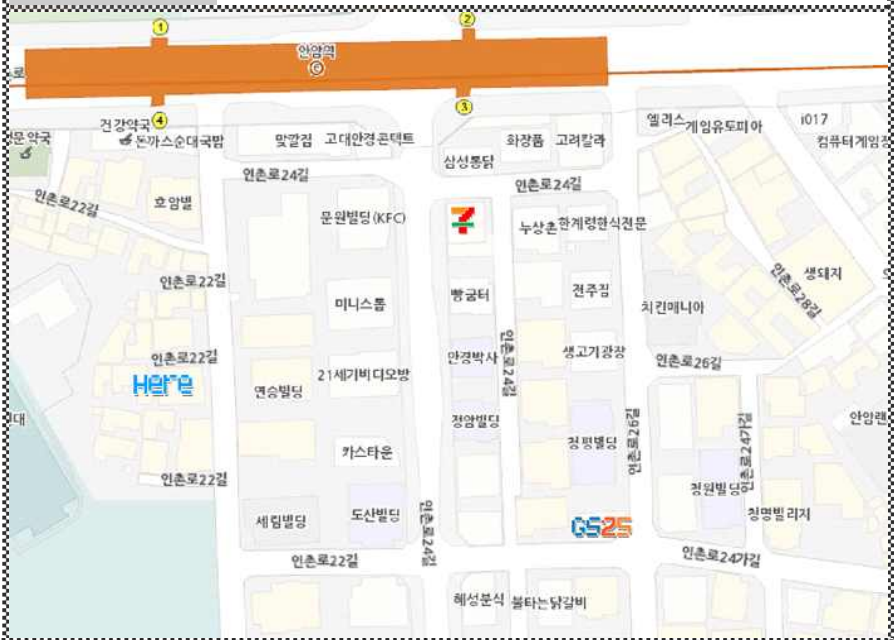 1
2
안암역
3
4
건강약국
돈까스순대국밥
맞깔짐
고대안경콘택트
삼성통닭
화장품
고려칼라
엘리스
게임유토피아
i017
컴퓨터게임장
인촌로24길
인촌로24길
인촌로22길
호암별
문원빌딩(KFC)
7
누상촌
한계령한식전문
생돼지
인촌로28길
인촌로22길
미니스톱
빵굼터
전주집
치킨매니아
인촌로22길
Here
연승빌딩
21세기비디오방
안경박사
인촌로24길
생고기광장
인촌로26길
카스타운
정암빌딩
청평빌딩
인촌로26길
인촌로24가길
안암랜
인촌로22길
세림빌딩
도산빌딩
인촌로24길
GS25
청원빌딩
청명빌리지
인촌로22길
인촌로24가길
혜성분식
불타는닭갈비